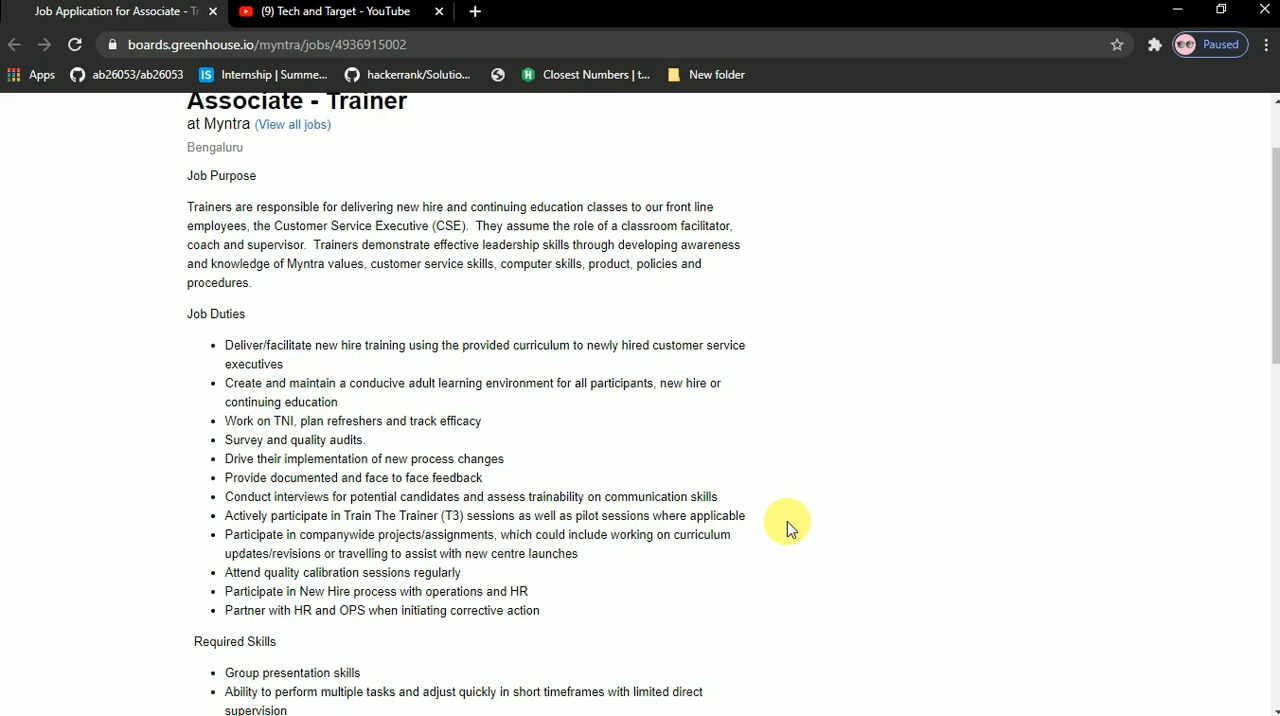 Job Application for Associate - Tr
(9) Tech and Target - YouTube
boards.greenhouse.io/myntra/jobs/4936915002
Paused
Apps
ab26053/ab26053
Internship | Summe...
hackerrank/Solutio...
Closest Numbers | t...
New folder
Associate - Trainer
at Myntra (View all jobs)
Bengaluru
Job Purpose
Trainers are responsible for delivering new hire and continuing education classes to our front line
employees, the Customer Service Executive (CSE). They assume the role of a classroom facilitator,
coach and supervisor. Trainers demonstrate effective leadership skills through developing awareness
and knowledge of Myntra values, customer service skills, computer skills, product, policies and
procedures.
Job Duties
• Deliver/facilitate new hire training using the provided curriculum to newly hired customer service
executives
• Create and maintain a conducive adult learning environment for all participants, new hire or
continuing education
• Work on TNI, plan refreshers and track efficacy
• Survey and quality audits.
• Drive their implementation of new process changes
• Provide documented and face to face feedback
• Conduct interviews for potential candidates and assess trainability on communication skills
• Actively participate in Train The Trainer (T3) sessions as well as pilot sessions where applicable
• Participate in companywide projects/assignments, which could include working on curriculum
updates/revisions or travelling to assist with new centre launches
• Attend quality calibration sessions regularly
• Participate in New Hire process with operations and HR
• Partner with HR and OPS when initiating corrective action
Required Skills
• Group presentation skills
• Ability to perform multiple tasks and adjust quickly in short timeframes with limited direct
supervision